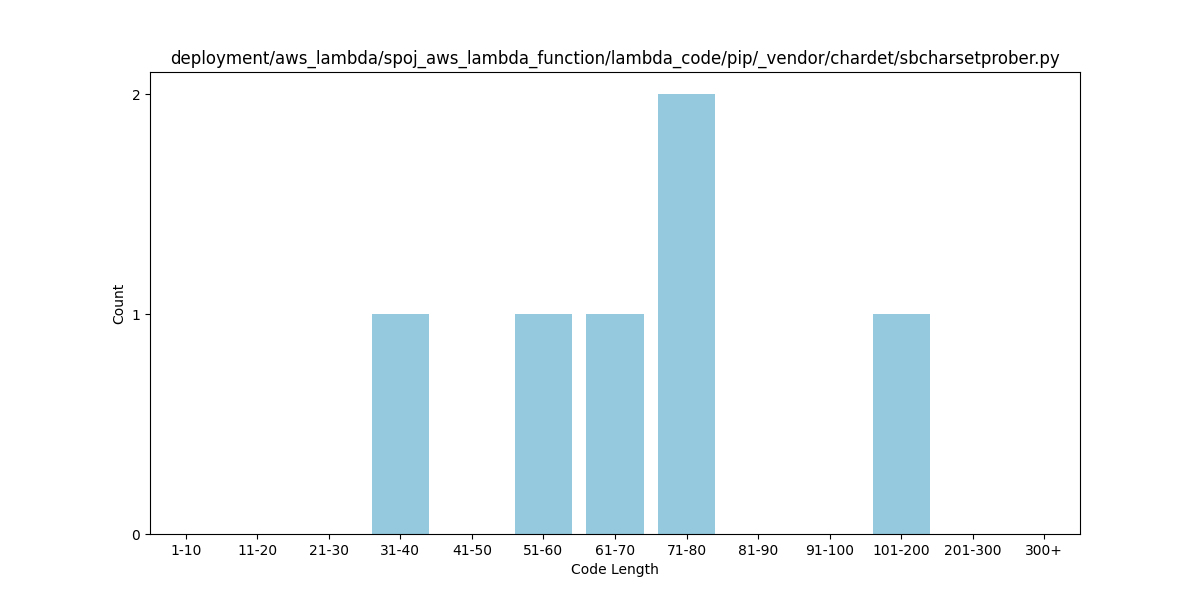 deployment/aws_lambda/spoj_aws_lambda_function/lambda_code/pip/_vendor/chardet/sbcharsetprober.py
2
1
0
Count
1-10 11-20 21-30 31-40 41-50 51-60 61-70 71-80 81-90 91-100 101-200 201-300 300+
Code Length